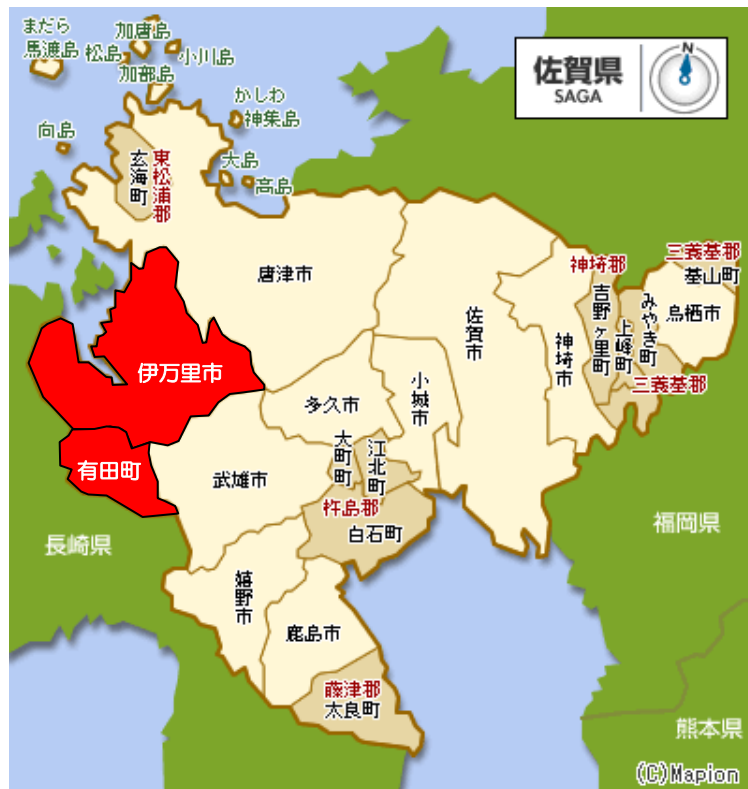 まだら
馬渡島
加唐島
松島
小川島
加部島
かしわ
神集島
向島
大島
高島
佐賀県
SAGA
N
玄海町
東松浦郡
唐津市
伊万里市
有田町
佐賀市
神埼郡
三養基郡
基山町
鳥栖市
みやき町
上峰町
吉野ヶ里町
神埼市
三養基郡
小城市
多久市
大町町
江北町
武雄市
杵島郡
白石町
長崎県
福岡県
嬉野市
鹿島市
藤津郡
太良町
熊本県
(C)Mapion